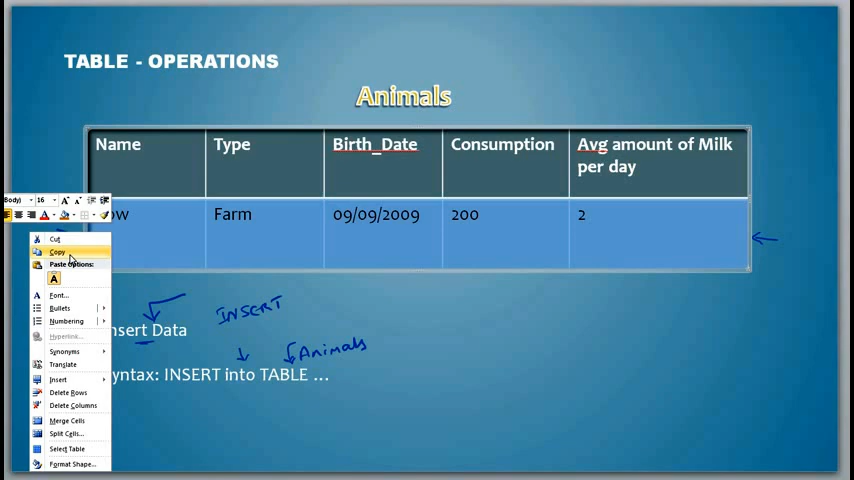 TABLE - OPERATIONS
Animals
Name Type Birth_Date Consumption Avg amount of Milk per day
ow Farm 09/09/2009 200 2
Body) 16 A A
A
Cut
Copy
Paste Options:
A
A Font...
Bullets
Numbering
Hyperlink...
Synonyms
Translate
Insert
Delete Rows
Delete Columns
Merge Cells
Split Cells...
Select Table
Format Shape...
INSERT
nsert Data
Animals
yntax: INSERT into TABLE ...